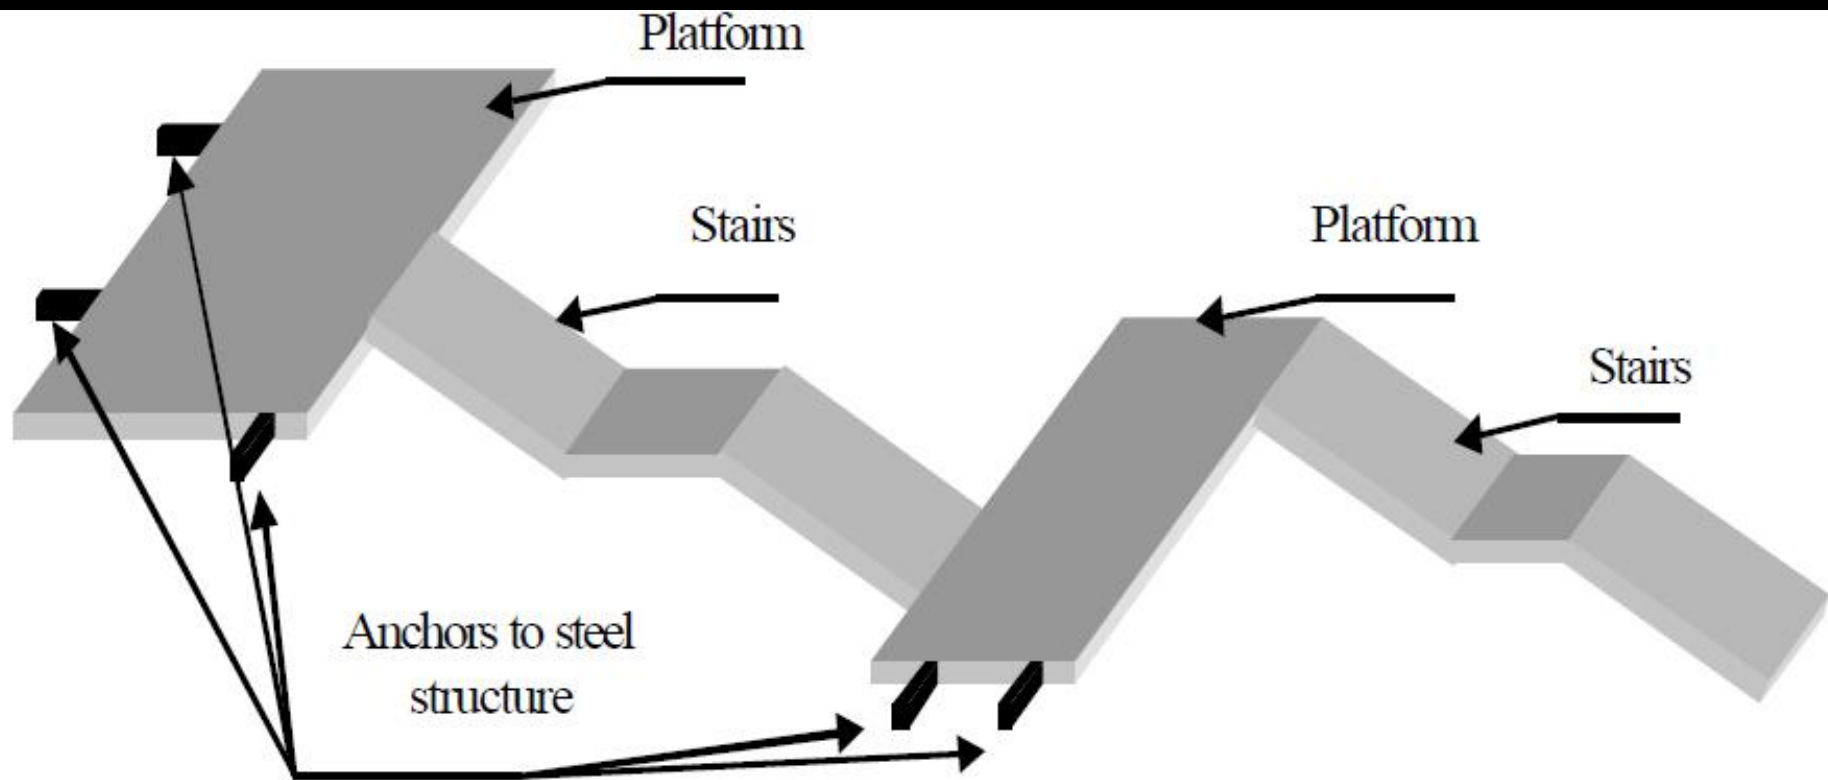 Platform
Stairs
Platform
Stairs
Anchors to steel
structure